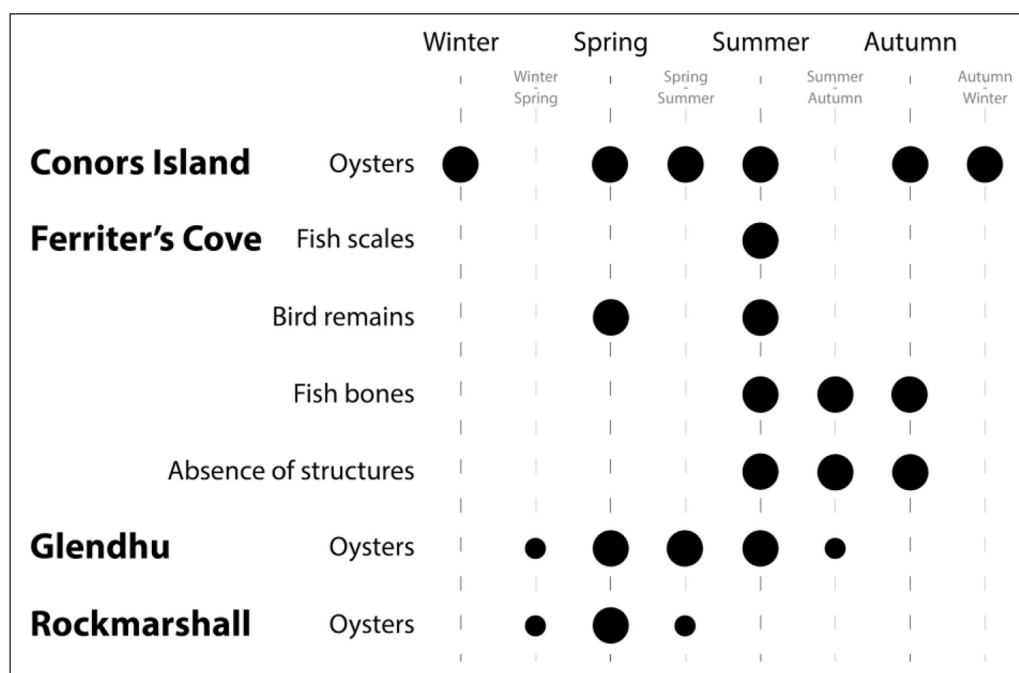 Winter Spring Summer Autumn
Winter - Spring Spring - Summer Summer - Autumn Autumn - Winter
Conors Island Oysters
Ferriter’s Cove Fish scales
Bird remains
Fish bones
Absence of structures
Glendhu Oysters
Rockmarshall Oysters